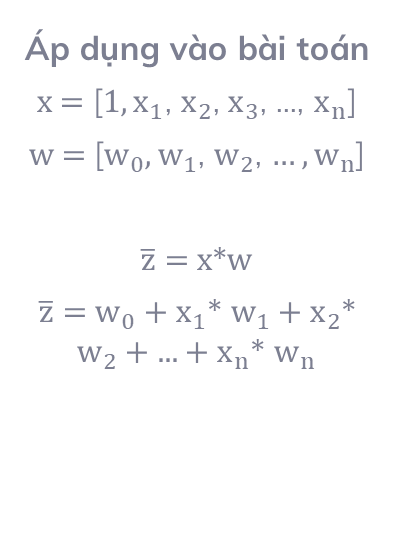 Áp dụng vào bài toán
x = [1, x₁, x₂, x₃, ..., xₙ]
w = [w₀, w₁, w₂, ... , wₙ]
z̅ = x*w
z̅ = w₀ + x₁* w₁ + x₂*
w₂ + ... + xₙ* wₙ